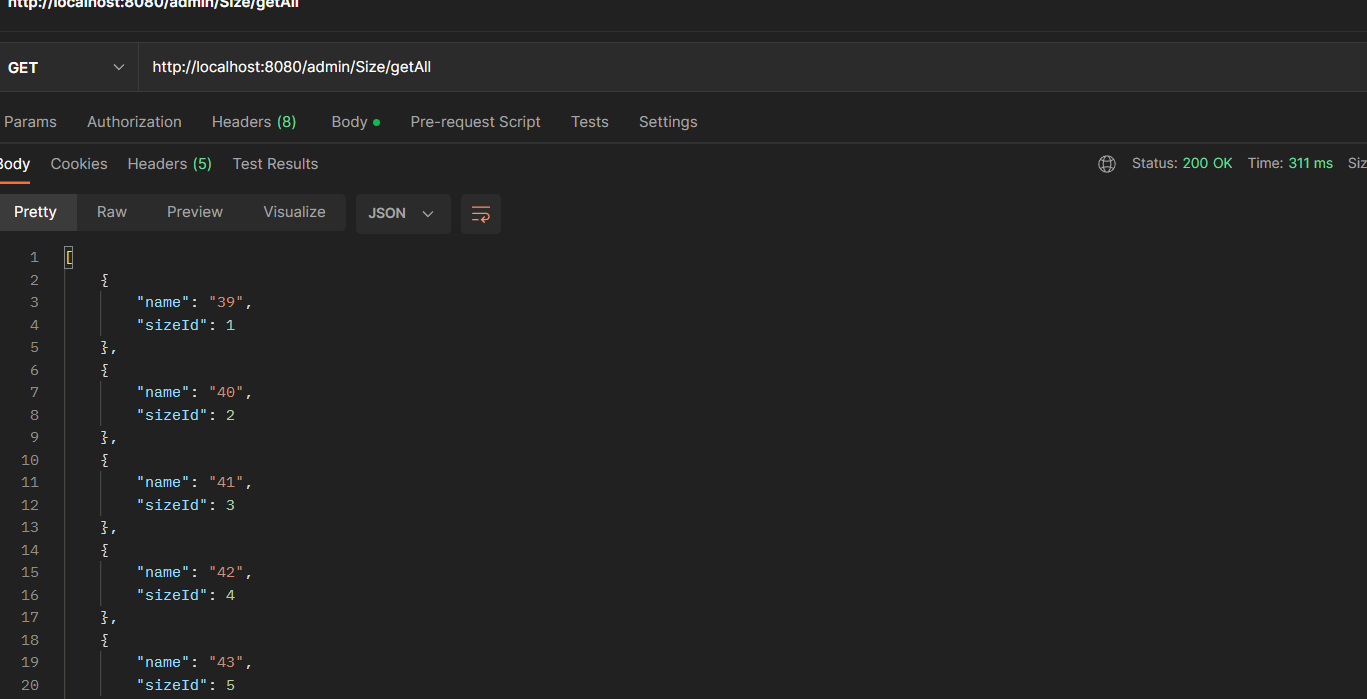 http://localhost:8080/admin/Size/getAll
GET http://localhost:8080/admin/Size/getAll
Params Authorization Headers (8) Body Pre-request Script Tests Settings
Body Cookies Headers (5) Test Results Status: 200 OK Time: 311 ms Siz
Pretty Raw Preview Visualize JSON
1 [
2 {
3 "name": "39",
4 "sizeId": 1
5 },
6 {
7 "name": "40",
8 "sizeId": 2
9 },
10 {
11 "name": "41",
12 "sizeId": 3
13 },
14 {
15 "name": "42",
16 "sizeId": 4
17 },
18 {
19 "name": "43",
20 "sizeId": 5